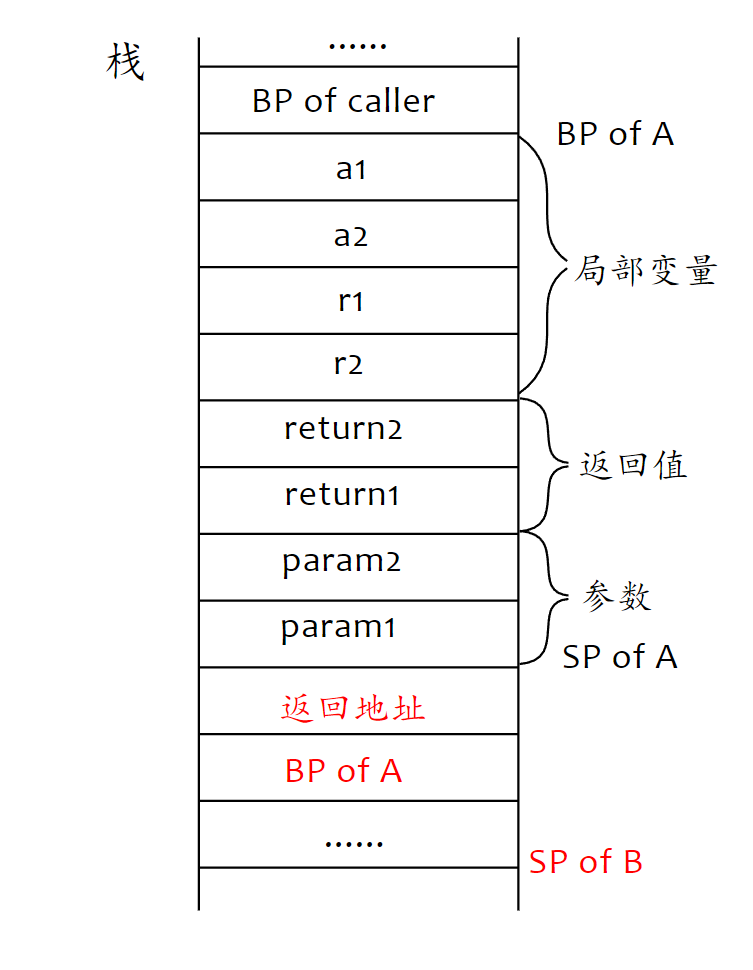 栈
......
BP of caller
BP of A
a1
a2
局部变量
r1
r2
return2
返回值
return1
param2
参数
param1
SP of A
返回地址
BP of A
......
SP of B